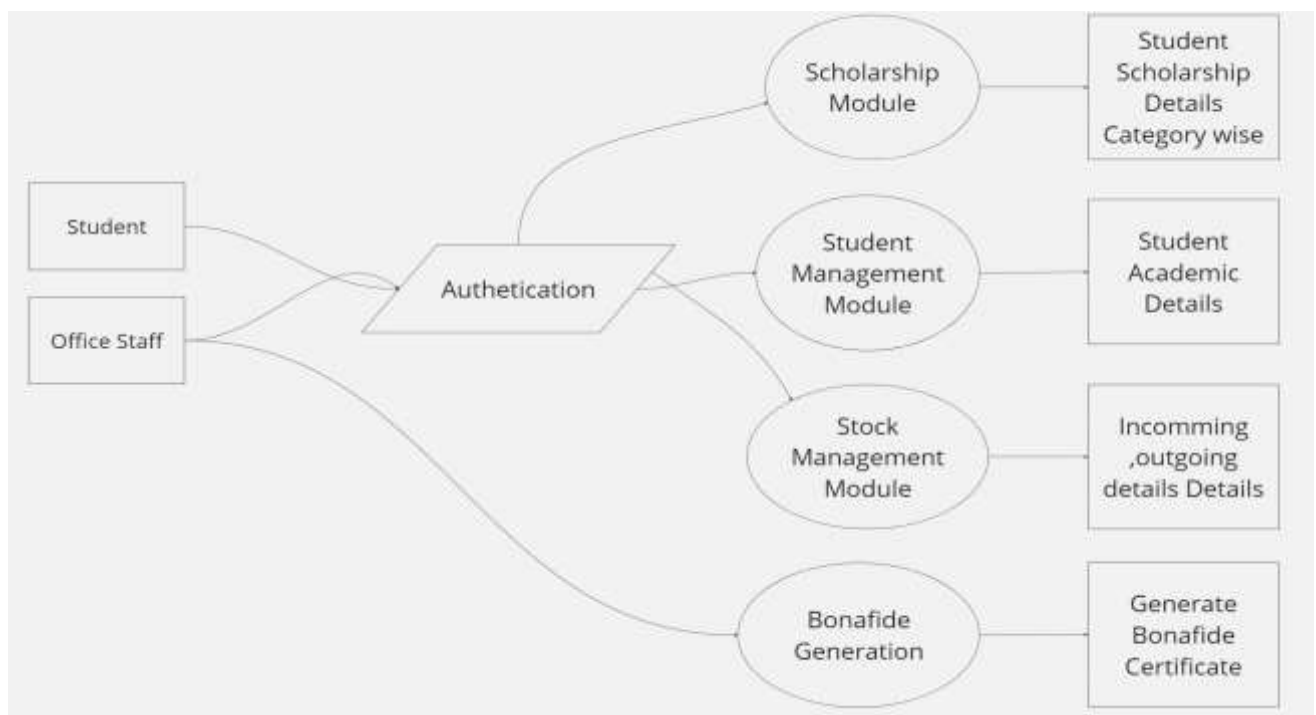 Student
Office Staff
Authetication
Scholarship
Module
Student
Management
Module
Stock
Management
Module
Bonafide
Generation
Student
Scholarship
Details
Category wise
Student
Academic
Details
Incomming
,outgoing
details Details
Generate
Bonafide
Certificate